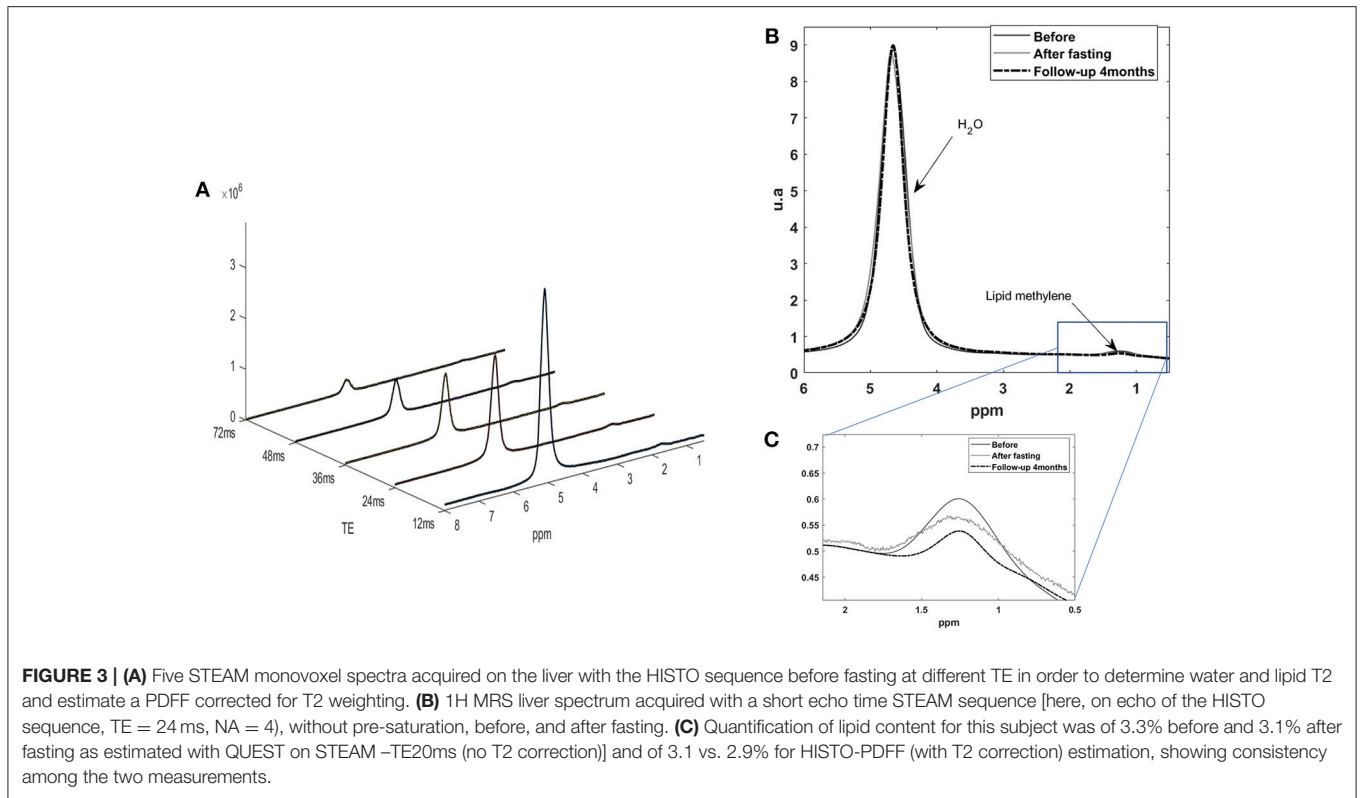 A
×10⁶
3
2
1
0
72ms
48ms
36ms
24ms
12ms
TE
8
7
6
5
4
3
2
1
ppm
B
9
8
7
6
5
4
3
2
1
0
u.a
Before
After fasting
Follow-up 4months
H₂O
Lipid methylene
6
5
4
3
2
1
ppm
C
0.7
0.65
0.6
0.55
0.5
0.45
Before
After fasting
Follow-up 4months
2
1.5
1
0.5
ppm
FIGURE 3 | (A) Five STEAM monovoxel spectra acquired on the liver with the HISTO sequence before fasting at different TE in order to determine water and lipid T2
and estimate a PDFF corrected for T2 weighting. (B) 1H MRS liver spectrum acquired with a short echo time STEAM sequence [here, on echo of the HISTO
sequence, TE = 24 ms, NA = 4), without pre-saturation, before, and after fasting. (C) Quantification of lipid content for this subject was of 3.3% before and 3.1% after
fasting as estimated with QUEST on STEAM –TE20ms (no T2 correction)] and of 3.1 vs. 2.9% for HISTO-PDFF (with T2 correction) estimation, showing consistency
among the two measurements.